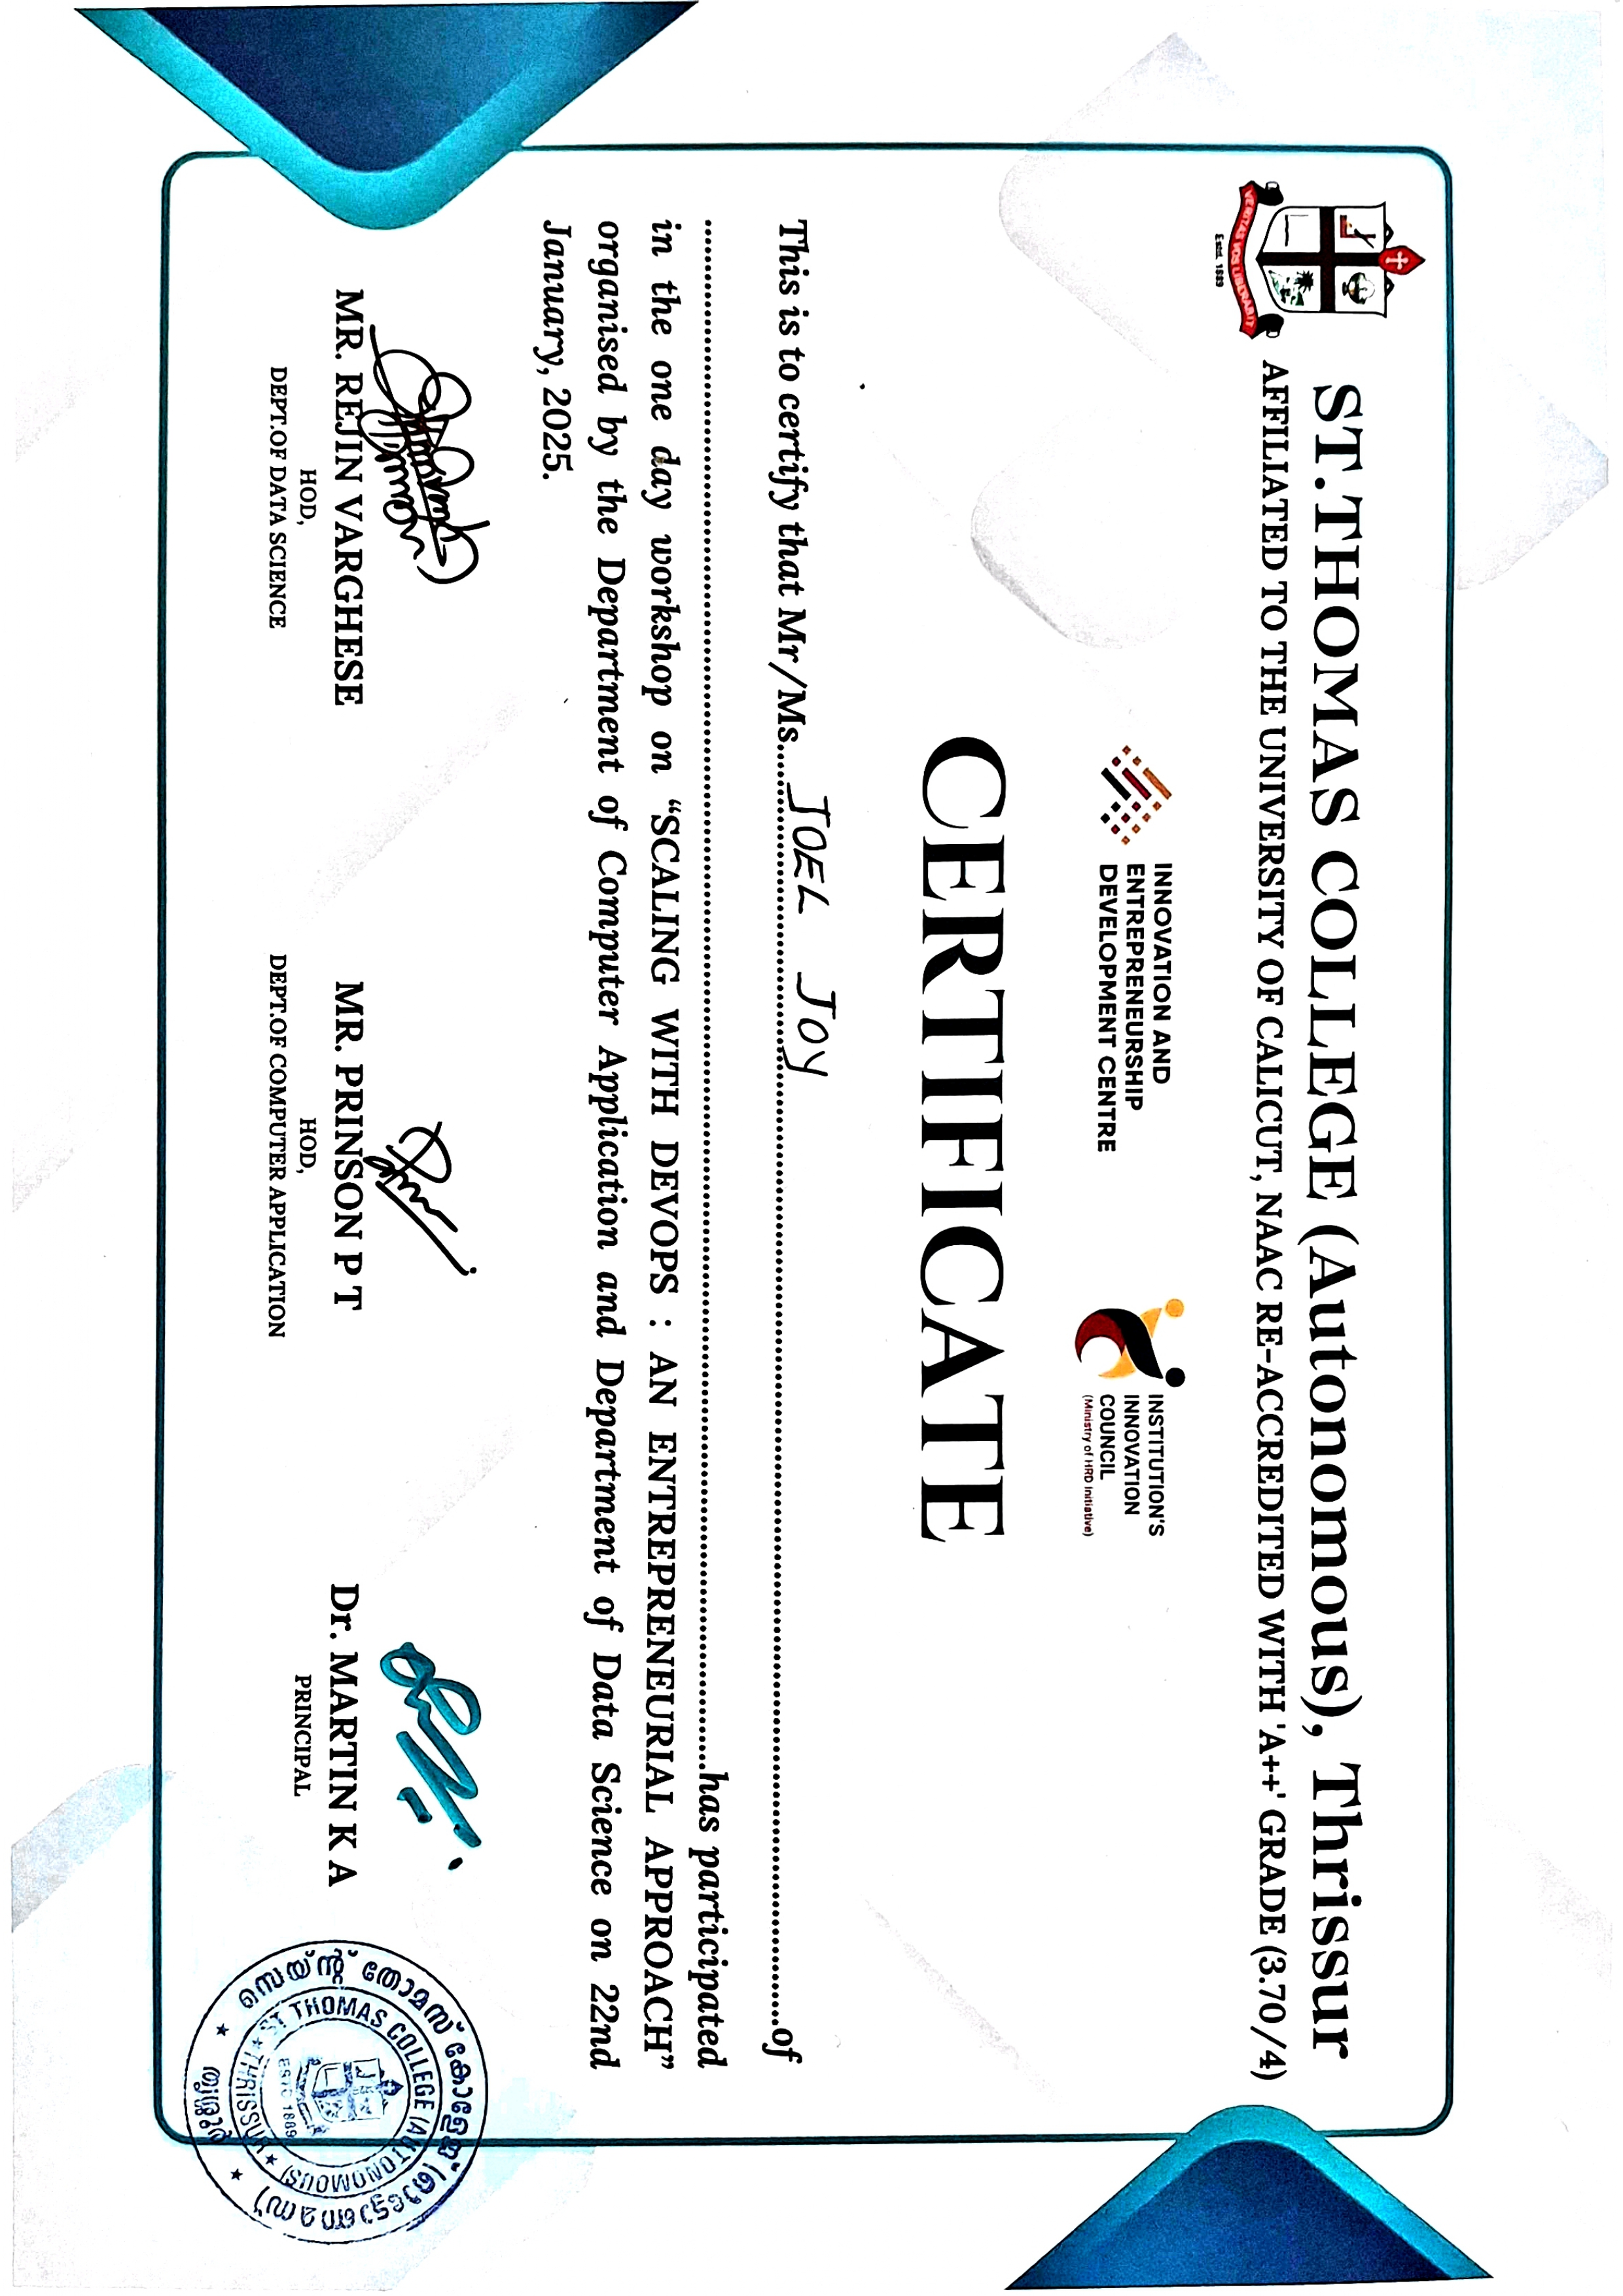 ST.THOMAS COLLEGE (Autonomous), Thrissur
AFFILIATED TO THE UNIVERSITY OF CALICUT, NAAC RE-ACCREDITED WITH 'A++' GRADE (3.70/4)
VERITAS VOS LIBERABIT
Estd. 1889
INNOVATION AND
ENTREPRENEURSHIP
DEVELOPMENT CENTRE
INSTITUTION'S
INNOVATION
COUNCIL
(Ministry of HRD Initiative)
CERTIFICATE
This is to certify that Mr/Ms. JOEL JOY of
has participated
in the one day workshop on “SCALING WITH DEVOPS : AN ENTREPRENEURIAL APPROACH”
organised by the Department of Computer Application and Department of Data Science on 22nd
January, 2025.
MR. REJIN VARGHESE
HOD,
DEPT.OF DATA SCIENCE
MR. PRINSON P T
HOD,
DEPT.OF COMPUTER APPLICATION
Dr. MARTIN K A
PRINCIPAL
സെയ്ന്റ് തോമസ് കോളേജ് (ഓട്ടോണമസ്)
തൃശ്ശൂർ
ST THOMAS COLLEGE (AUTONOMOUS)
THRISSUR
ESTD 1889